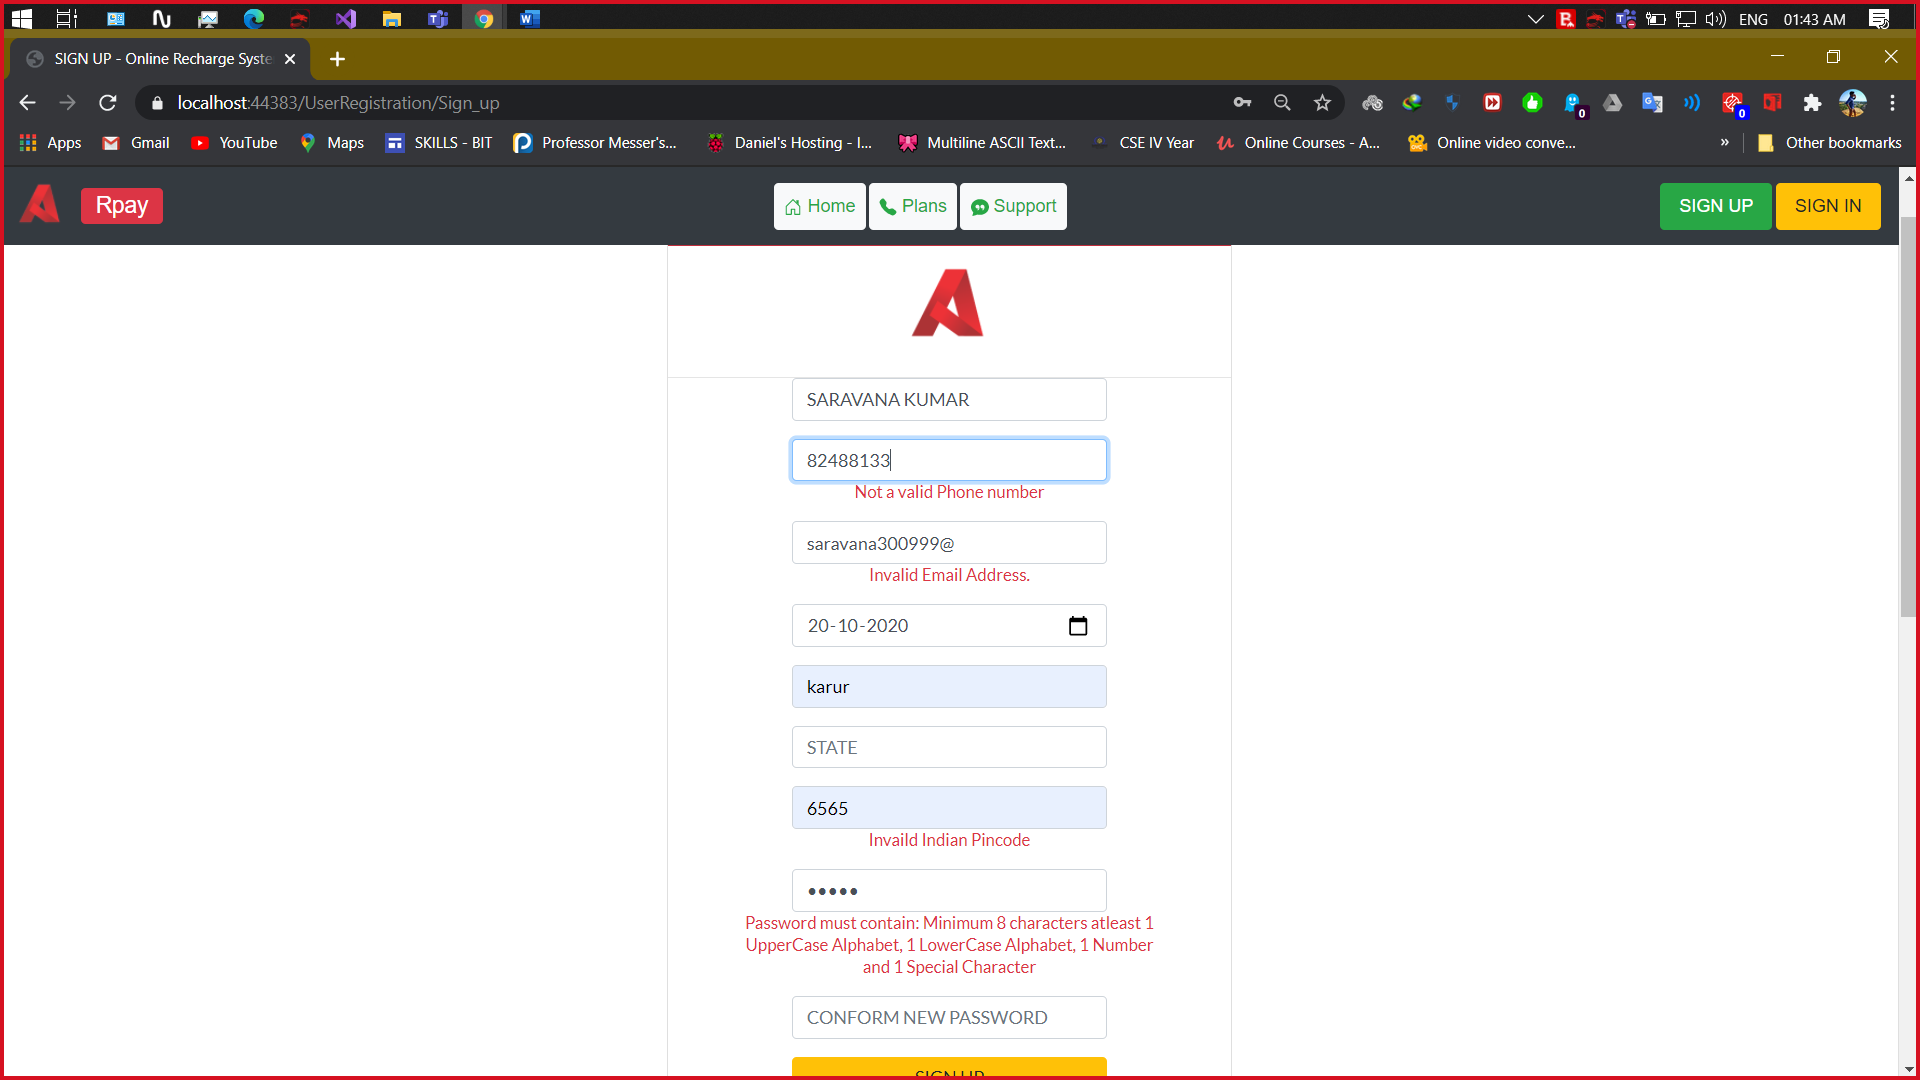 ENG 01:43 AM
SIGN UP - Online Recharge Syste
localhost:44383/UserRegistration/Sign_up
0
0
Apps Gmail YouTube Maps SKILLS - BIT Professor Messer's... Daniel's Hosting - I... Multiline ASCII Text... CSE IV Year Online Courses - A... Online video conve... » Other bookmarks
Rpay Home Plans Support SIGN UP SIGN IN
SARAVANA KUMAR
82488133
Not a valid Phone number
saravana300999@
Invalid Email Address.
20-10-2020
karur
STATE
6565
Invaild Indian Pincode
•••••
Password must contain: Minimum 8 characters atleast 1
UpperCase Alphabet, 1 LowerCase Alphabet, 1 Number
and 1 Special Character
CONFORM NEW PASSWORD
SIGN UP